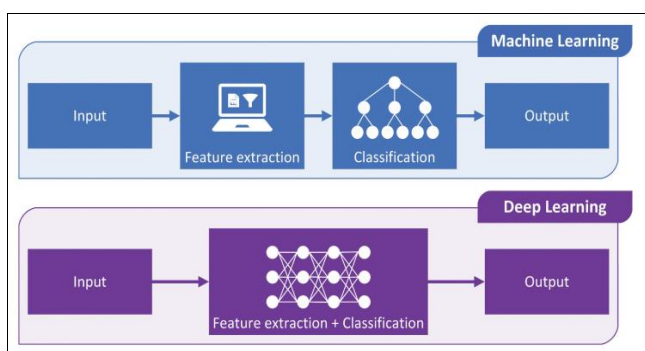 Machine Learning
Input
Feature extraction
Classification
Output
Deep Learning
Input
Feature extraction + Classification
Output